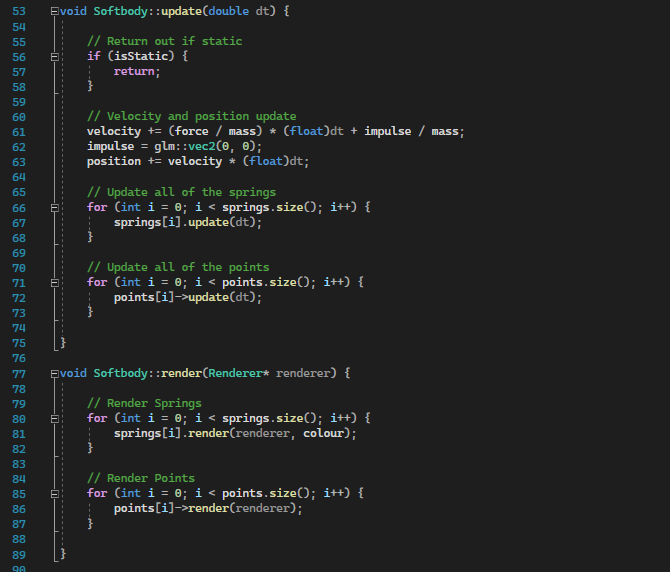 53 void Softbody::update(double dt) {
54
55 // Return out if static
56 if (isStatic) {
57 return;
58 }
59
60 // Velocity and position update
61 velocity += (force / mass) * (float)dt + impulse / mass;
62 impulse = glm::vec2(0, 0);
63 position += velocity * (float)dt;
64
65 // Update all of the springs
66 for (int i = 0; i < springs.size(); i++) {
67 springs[i].update(dt);
68 }
69
70 // Update all of the points
71 for (int i = 0; i < points.size(); i++) {
72 points[i]->update(dt);
73 }
74
75 }
76
77 void Softbody::render(Renderer* renderer) {
78
79 // Render Springs
80 for (int i = 0; i < springs.size(); i++) {
81 springs[i].render(renderer, colour);
82 }
83
84 // Render Points
85 for (int i = 0; i < points.size(); i++) {
86 points[i]->render(renderer);
87 }
88
89 }
90